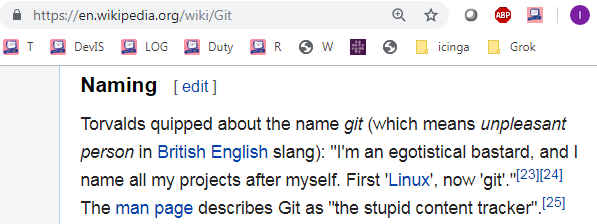 https://en.wikipedia.org/wiki/Git ABP I
T DevIS LOG Duty R W icinga Grok
Naming [ edit ]
Torvalds quipped about the name git (which means unpleasant
person in British English slang): "I'm an egotistical bastard, and I
name all my projects after myself. First 'Linux', now 'git'."[23][24]
The man page describes Git as "the stupid content tracker".[25]